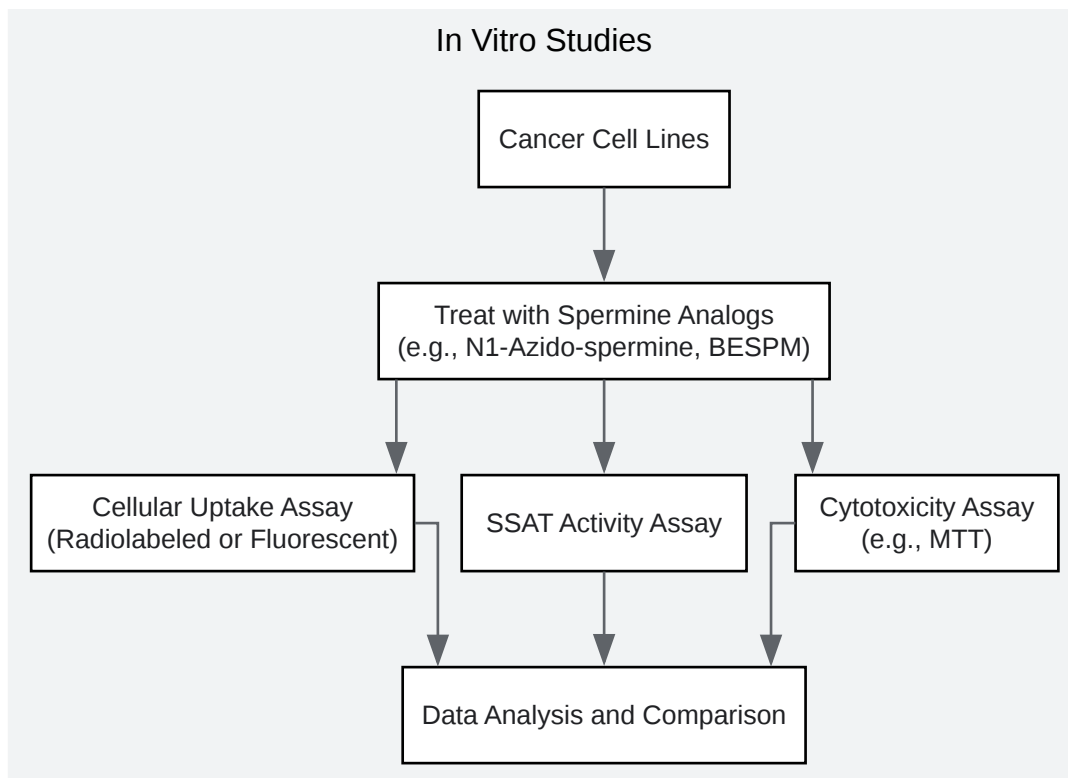 In Vitro Studies
Cancer Cell Lines
Treat with Spermine Analogs
(e.g., N1-Azido-spermine, BESPM)
Cellular Uptake Assay
(Radiolabeled or Fluorescent)
SSAT Activity Assay
Cytotoxicity Assay
(e.g., MTT)
Data Analysis and Comparison